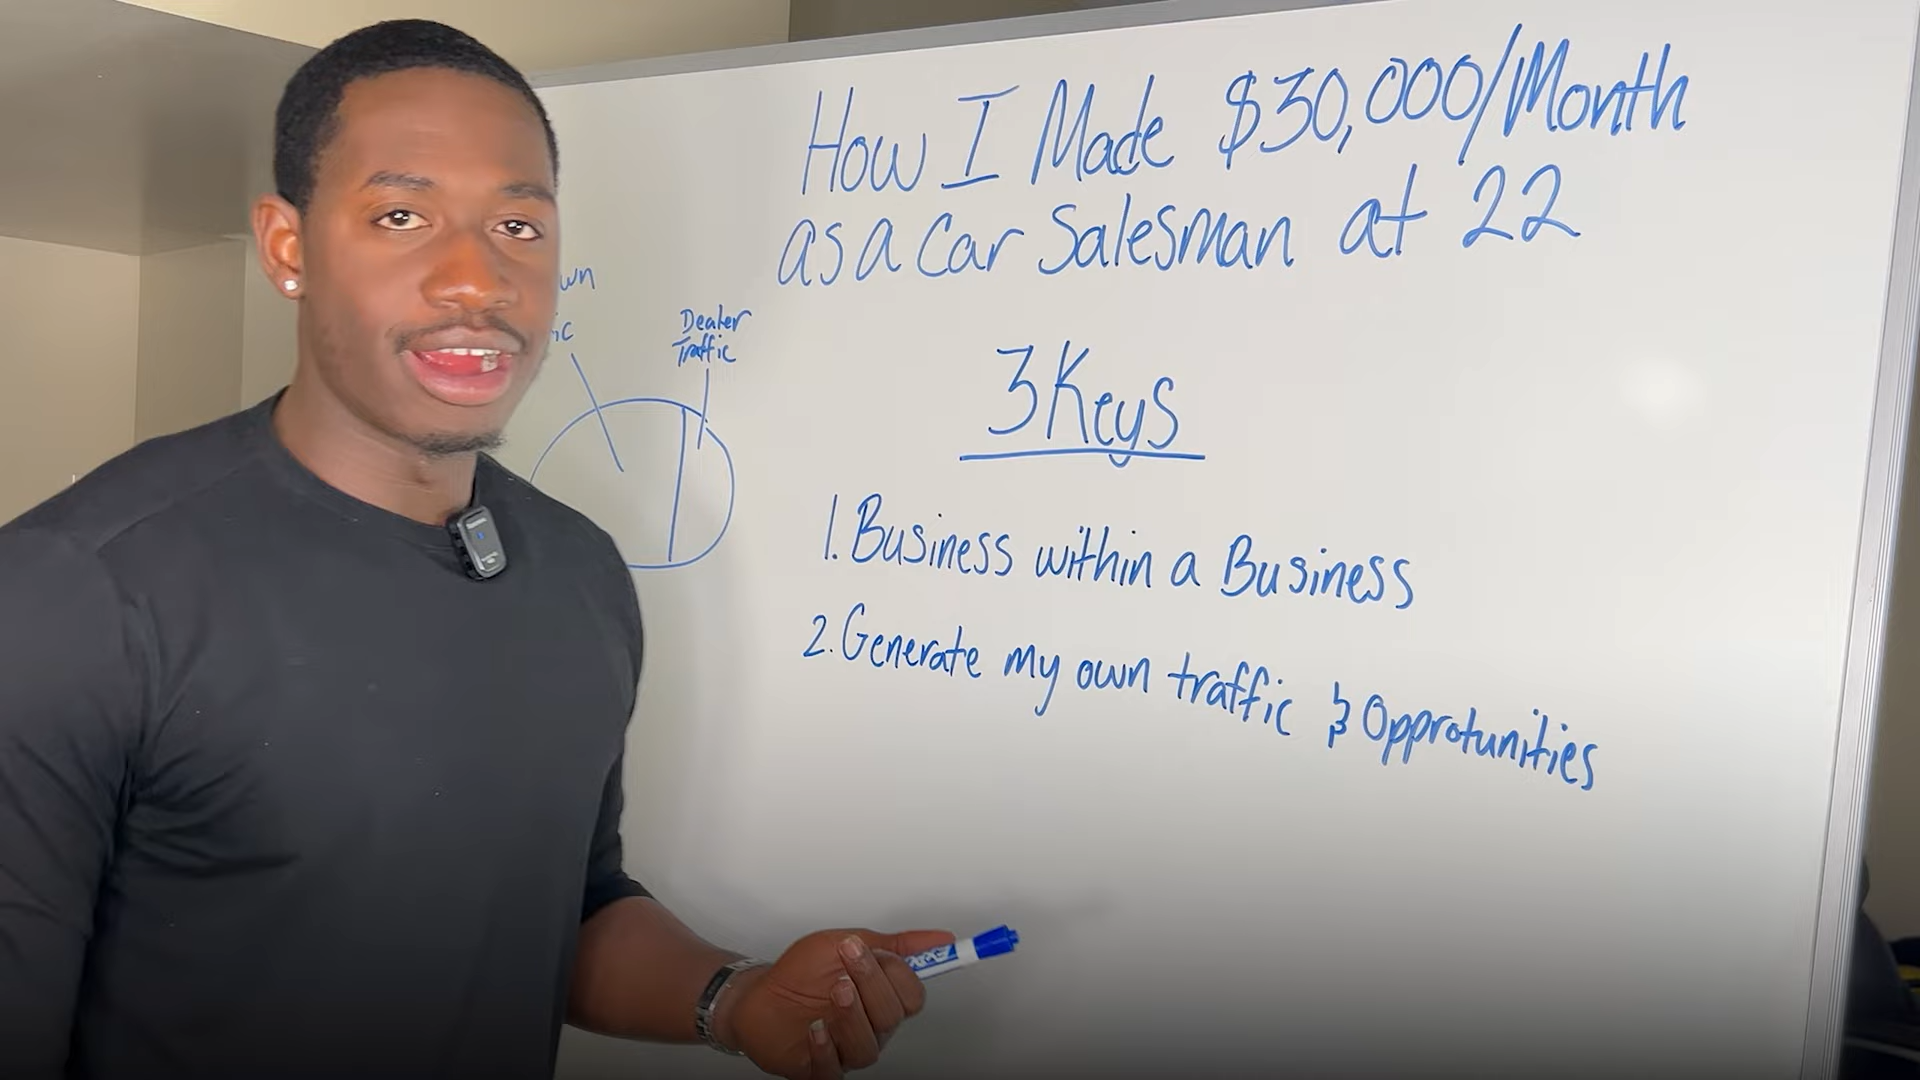 How I Made $30,000/Month
as a Car Salesman at 22
Dealer
Traffic
3 Keys
1. Business within a Business
2. Generate my own traffic & Opprotunities